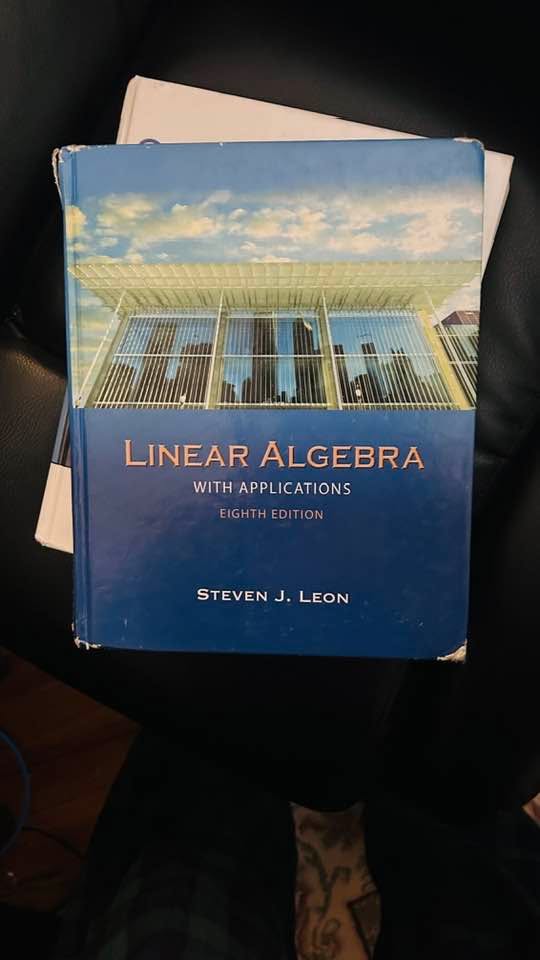 LINEAR ALGEBRA
WITH APPLICATIONS
EIGHTH EDITION
STEVEN J. LEON